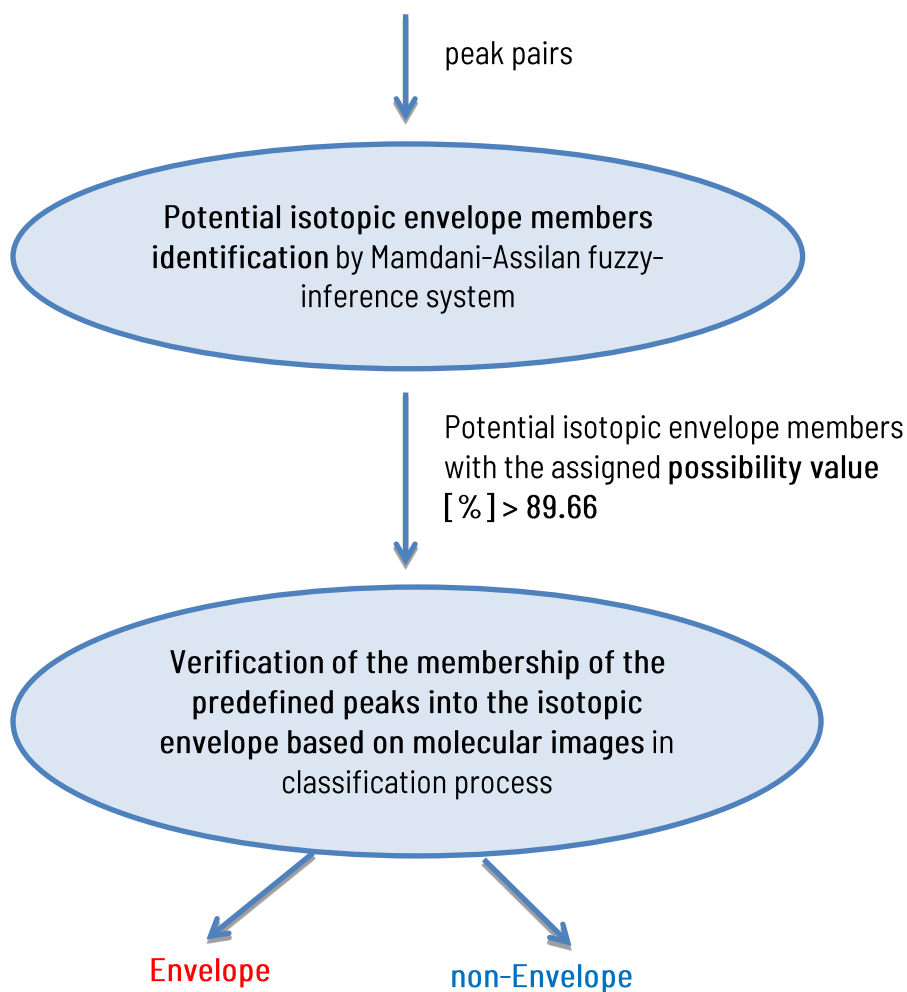 peak pairs
Potential isotopic envelope members
identification by Mamdani-Assilan fuzzy-
inference system
Potential isotopic envelope members
with the assigned possibility value
[%] > 89.66
Verification of the membership of the
predefined peaks into the isotopic
envelope based on molecular images in
classification process
Envelope
non-Envelope